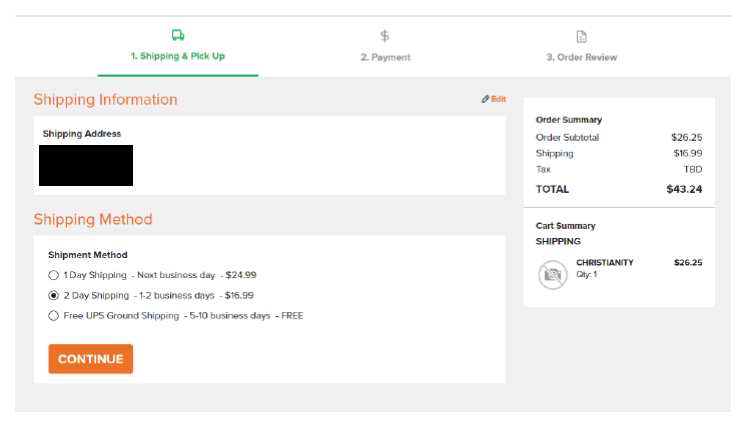 1. Shipping & Pick Up
2. Payment
3. Order Review
Shipping Information
Edit
Shipping Address
Shipping Method
Shipment Method
1 Day Shipping - Next business day - $24.99
2 Day Shipping - 1-2 business days - $16.99
Free UPS Ground Shipping - 5-10 business days - FREE
CONTINUE
Order Summary
Order Subtotal $26.25
Shipping $16.99
Tax TBD
TOTAL $43.24
Cart Summary
SHIPPING
CHRISTIANITY $26.25
Qty: 1